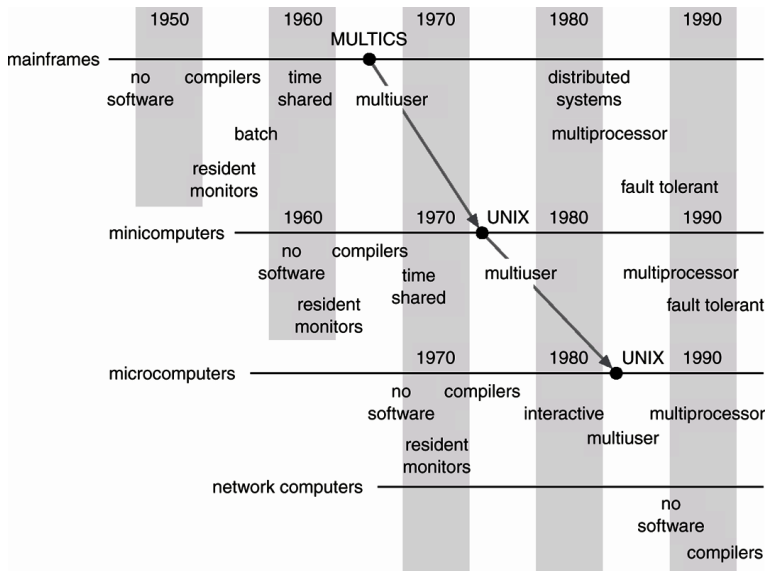 1950 1960 1970 1980 1990
MULTICS
mainframes
no compilers time distributed
software shared multiuser systems
batch multiprocessor
resident
monitors fault tolerant
1960 1970 UNIX 1980 1990
minicomputers
no compilers
software time multiuser multiprocessor
shared
resident fault tolerant
monitors
1970 1980 UNIX 1990
microcomputers
no compilers
software interactive multiprocessor
multiuser
resident
monitors
network computers
no
software
compilers